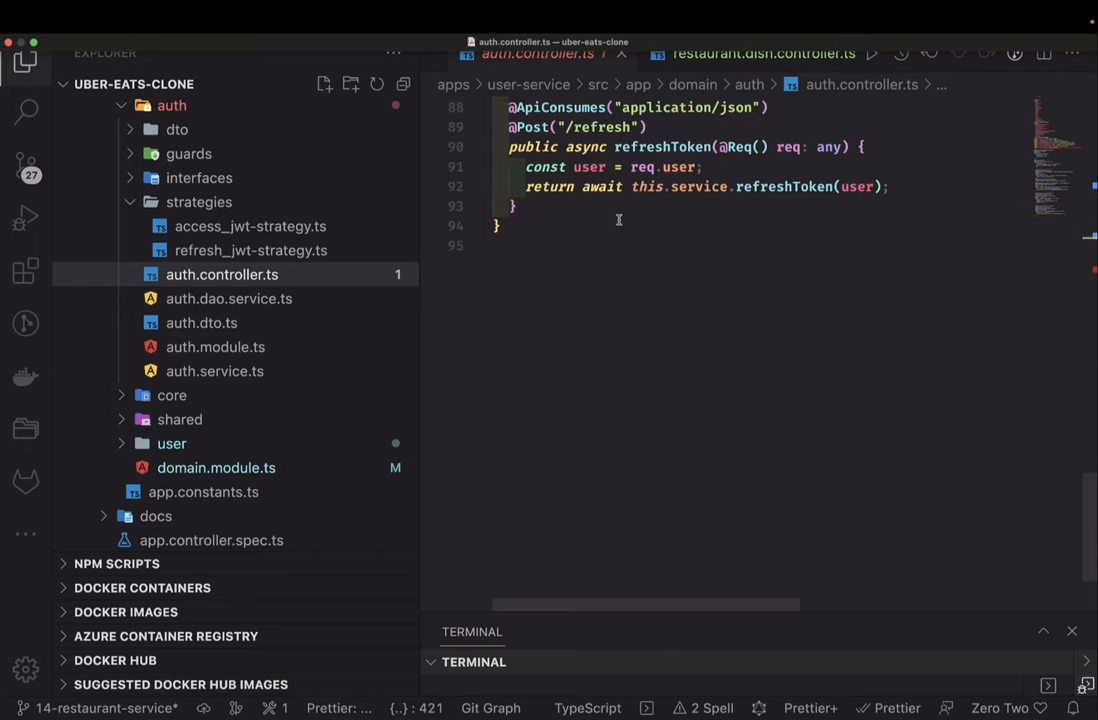 auth.controller.ts — uber-eats-clone
EXPLORER
auth.controller.ts 1
restaurant.dish.controller.ts
UBER-EATS-CLONE
apps > user-service > src > app > domain > auth > auth.controller.ts > ...
auth
dto
guards
interfaces
strategies
access_jwt-strategy.ts
refresh_jwt-strategy.ts
auth.controller.ts 1
auth.dao.service.ts
auth.dto.ts
auth.module.ts
auth.service.ts
core
shared
user
domain.module.ts M
app.constants.ts
docs
app.controller.spec.ts
NPM SCRIPTS
DOCKER CONTAINERS
DOCKER IMAGES
AZURE CONTAINER REGISTRY
DOCKER HUB
SUGGESTED DOCKER HUB IMAGES
27
88 @ApiConsumes("application/json")
89 @Post("/refresh")
90 public async refreshToken(@Req() req: any) {
91 const user = req.user;
92 return await this.service.refreshToken(user);
93 }
94 }
95
TERMINAL
TERMINAL
14-restaurant-service* 1 Prettier: ... {..} : 421 Git Graph TypeScript 2 Spell Prettier+ Prettier Zero Two